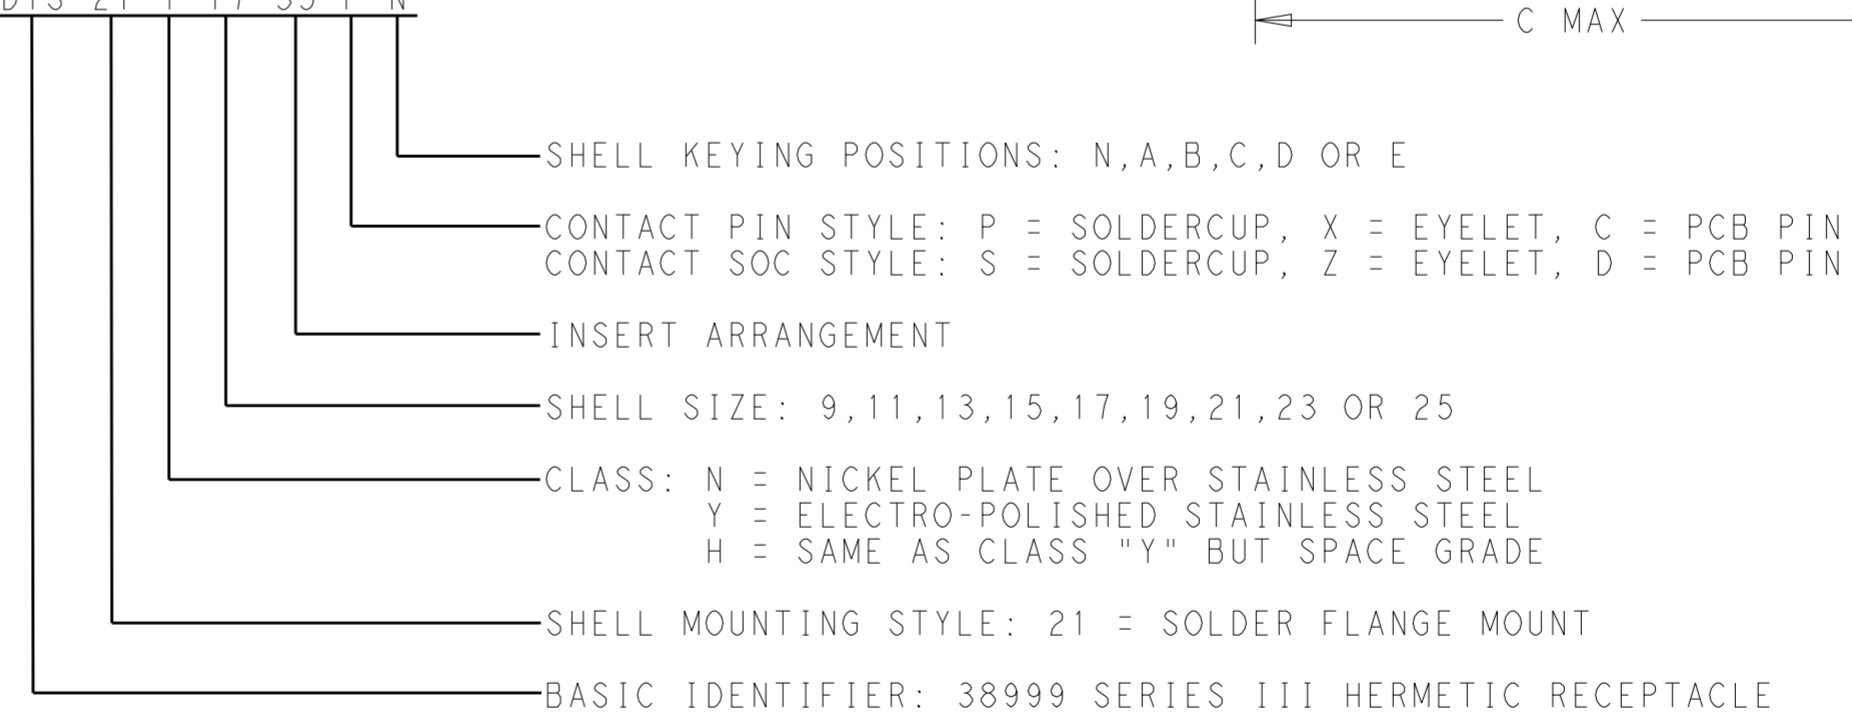 C MAX
SHELL KEYING POSITIONS: N,A,B,C,D OR E
CONTACT PIN STYLE: P = SOLDERCUP, X = EYELET, C = PCB PIN
CONTACT SOC STYLE: S = SOLDERCUP, Z = EYELET, D = PCB PIN
INSERT ARRANGEMENT
SHELL SIZE: 9,11,13,15,17,19,21,23 OR 25
CLASS: N = NICKEL PLATE OVER STAINLESS STEEL
Y = ELECTRO-POLISHED STAINLESS STEEL
H = SAME AS CLASS "Y" BUT SPACE GRADE
SHELL MOUNTING STYLE: 21 = SOLDER FLANGE MOUNT
BASIC IDENTIFIER: 38999 SERIES III HERMETIC RECEPTACLE